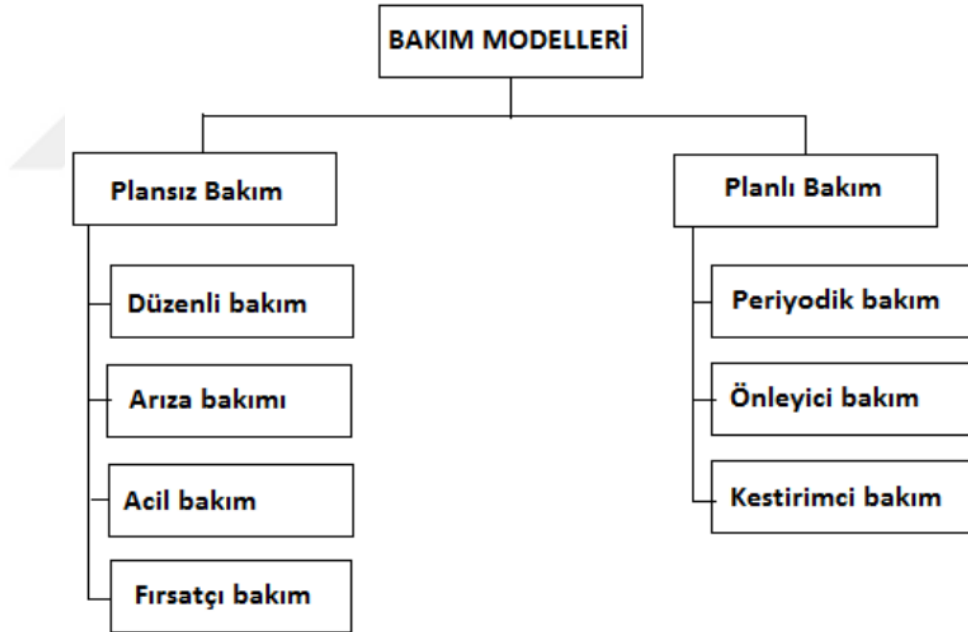 BAKIM MODELLERİ
Plansız Bakım
Düzenli bakım
Arıza bakımı
Acil bakım
Fırsatçı bakım
Planlı Bakım
Periyodik bakım
Önleyici bakım
Kestirimci bakım